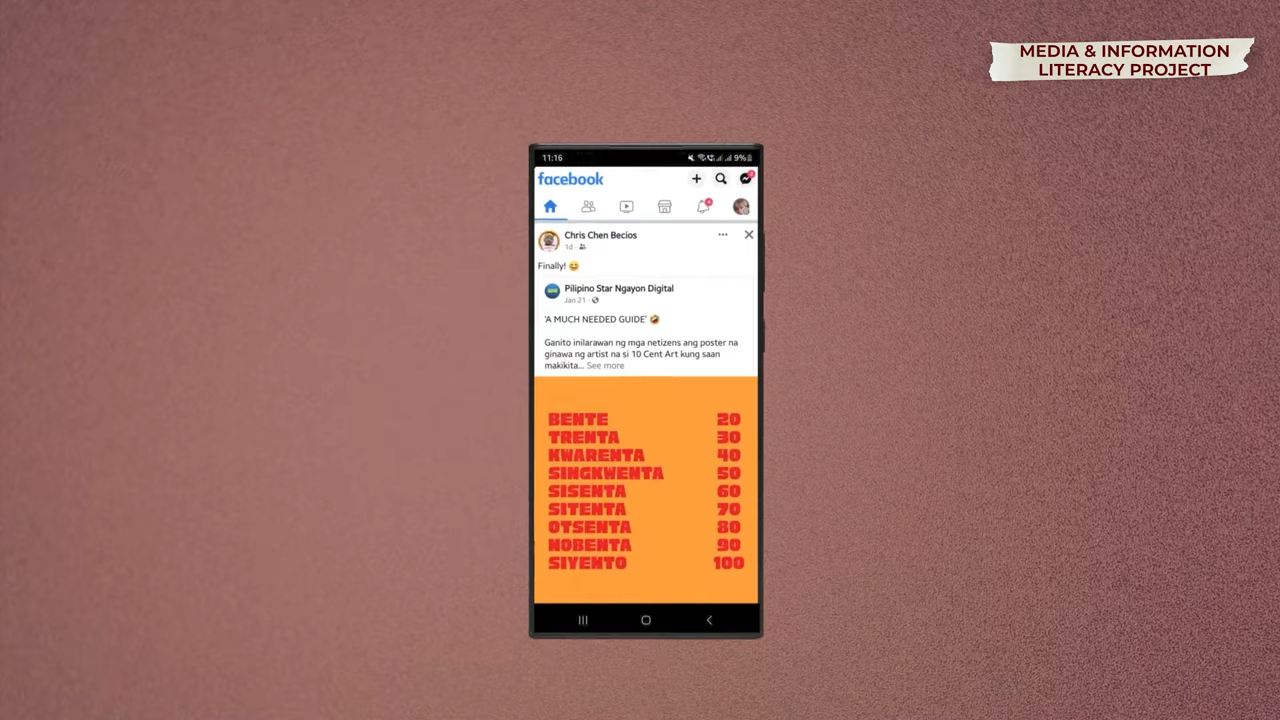 MEDIA & INFORMATION
LITERACY PROJECT
11:16
9%
facebook
Chris Chen Becios
1d
Finally!
Pilipino Star Ngayon Digital
Jan 21
'A MUCH NEEDED GUIDE'
Ganito inilarawan ng mga netizens ang poster na
ginawa ng artist na si 10 Cent Art kung saan
makikita... See more
BENTE 20
TRENTA 30
KWARENTA 40
SINGKWENTA 50
SISENTA 60
SITENTA 70
OTSENTA 80
NOBENTA 90
SIYENTO 100